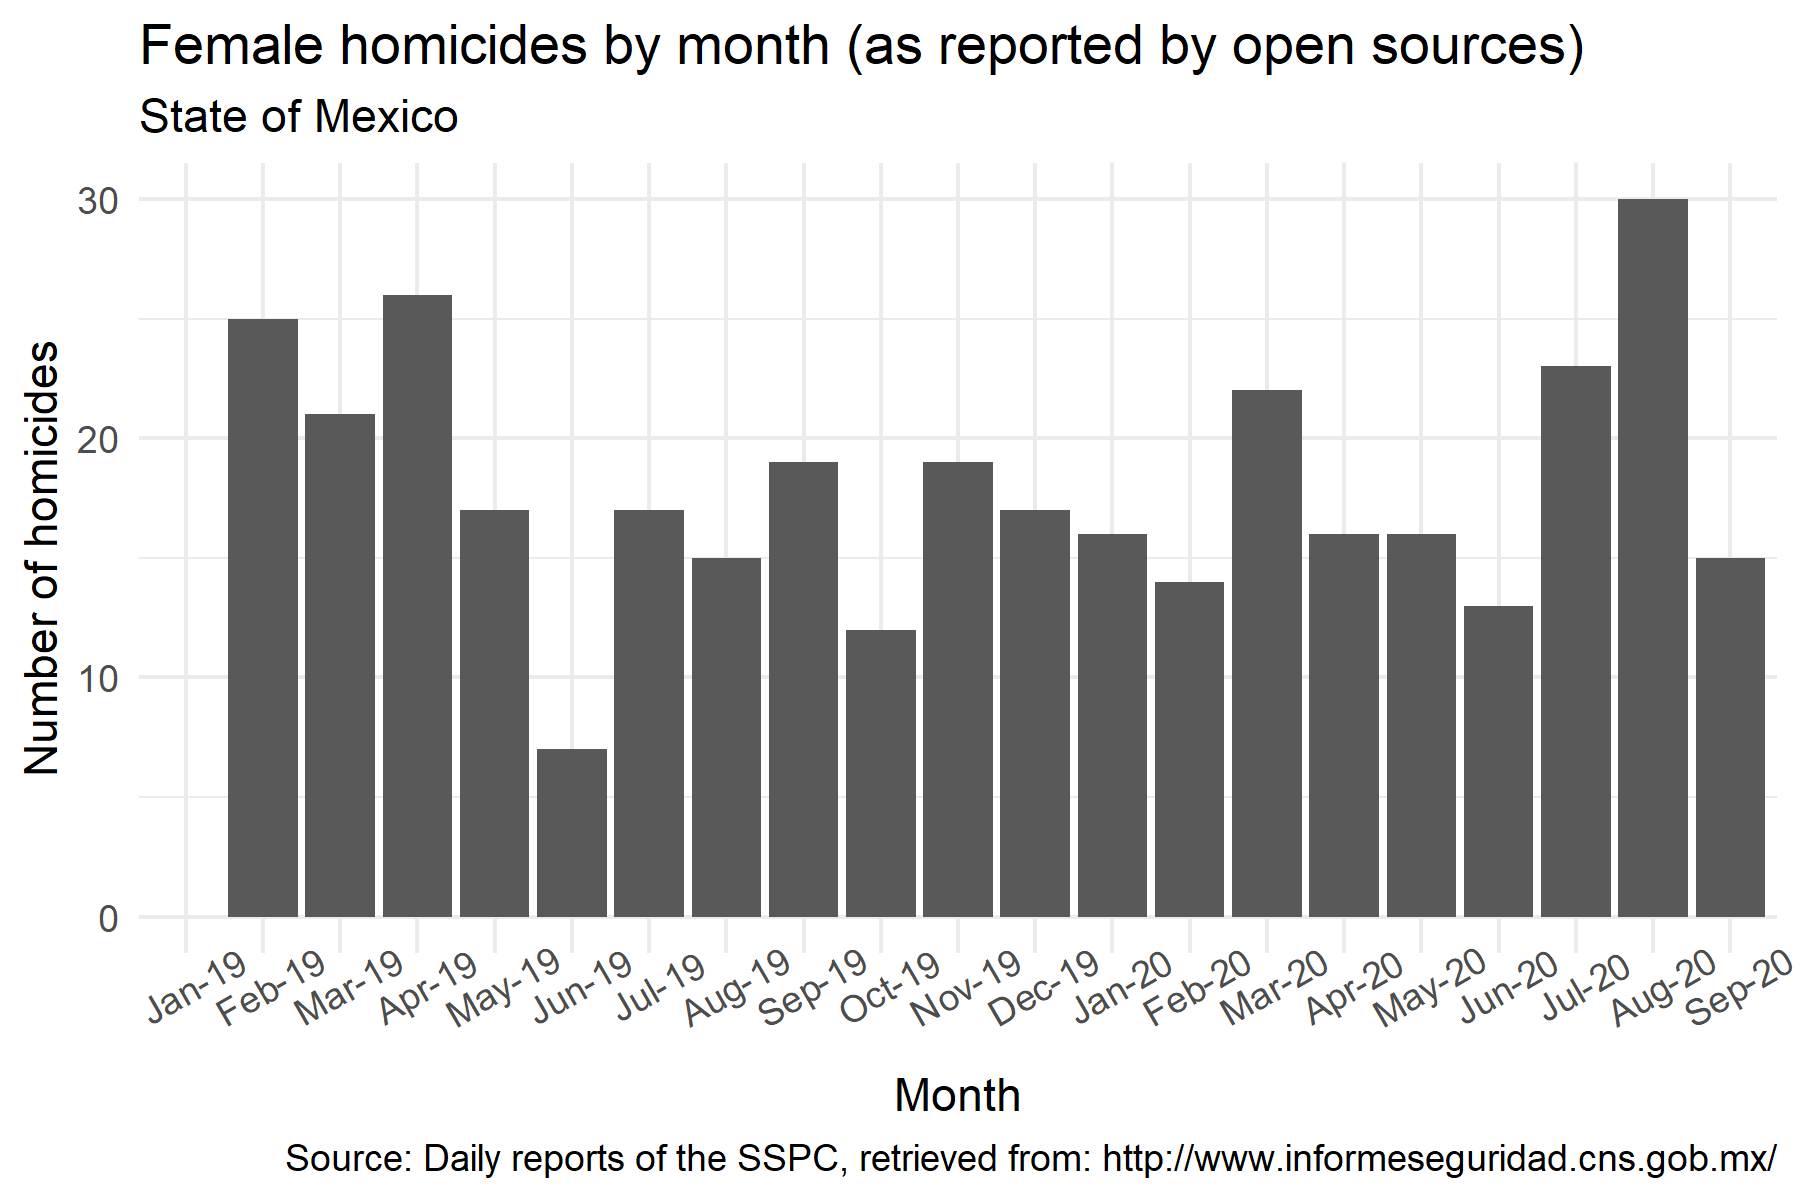 Female homicides by month (as reported by open sources)
State of Mexico
Number of homicides
30
20
10
0
Jan-19
Feb-19
Mar-19
Apr-19
May-19
Jun-19
Jul-19
Aug-19
Sep-19
Oct-19
Nov-19
Dec-19
Jan-20
Feb-20
Mar-20
Apr-20
May-20
Jun-20
Jul-20
Aug-20
Sep-20
Month
Source: Daily reports of the SSPC, retrieved from: http://www.informeseguridad.cns.gob.mx/